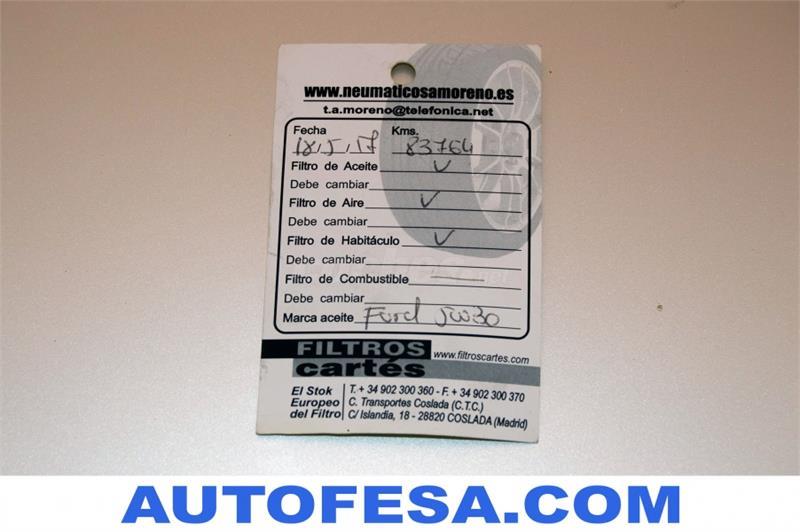 www.neumaticosamoreno.es
t.a.moreno@telefonica.net
Fecha Kms.
18,5,17 83764
Filtro de Aceite ✓
Debe cambiar
Filtro de Aire ✓
Debe cambiar
Filtro de Habitáculo ✓
Debe cambiar
Filtro de Combustible —
Debe cambiar
Marca aceite Ford 5W30
FILTROS www.filtroscartes.com
cartés
El Stok T. + 34 902 300 360 - F. + 34 902 300 370
Europeo C. Transportes Coslada (C.T.C.)
del Filtro C/ Islandia, 18 - 28820 COSLADA (Madrid)
AUTOFESA.COM